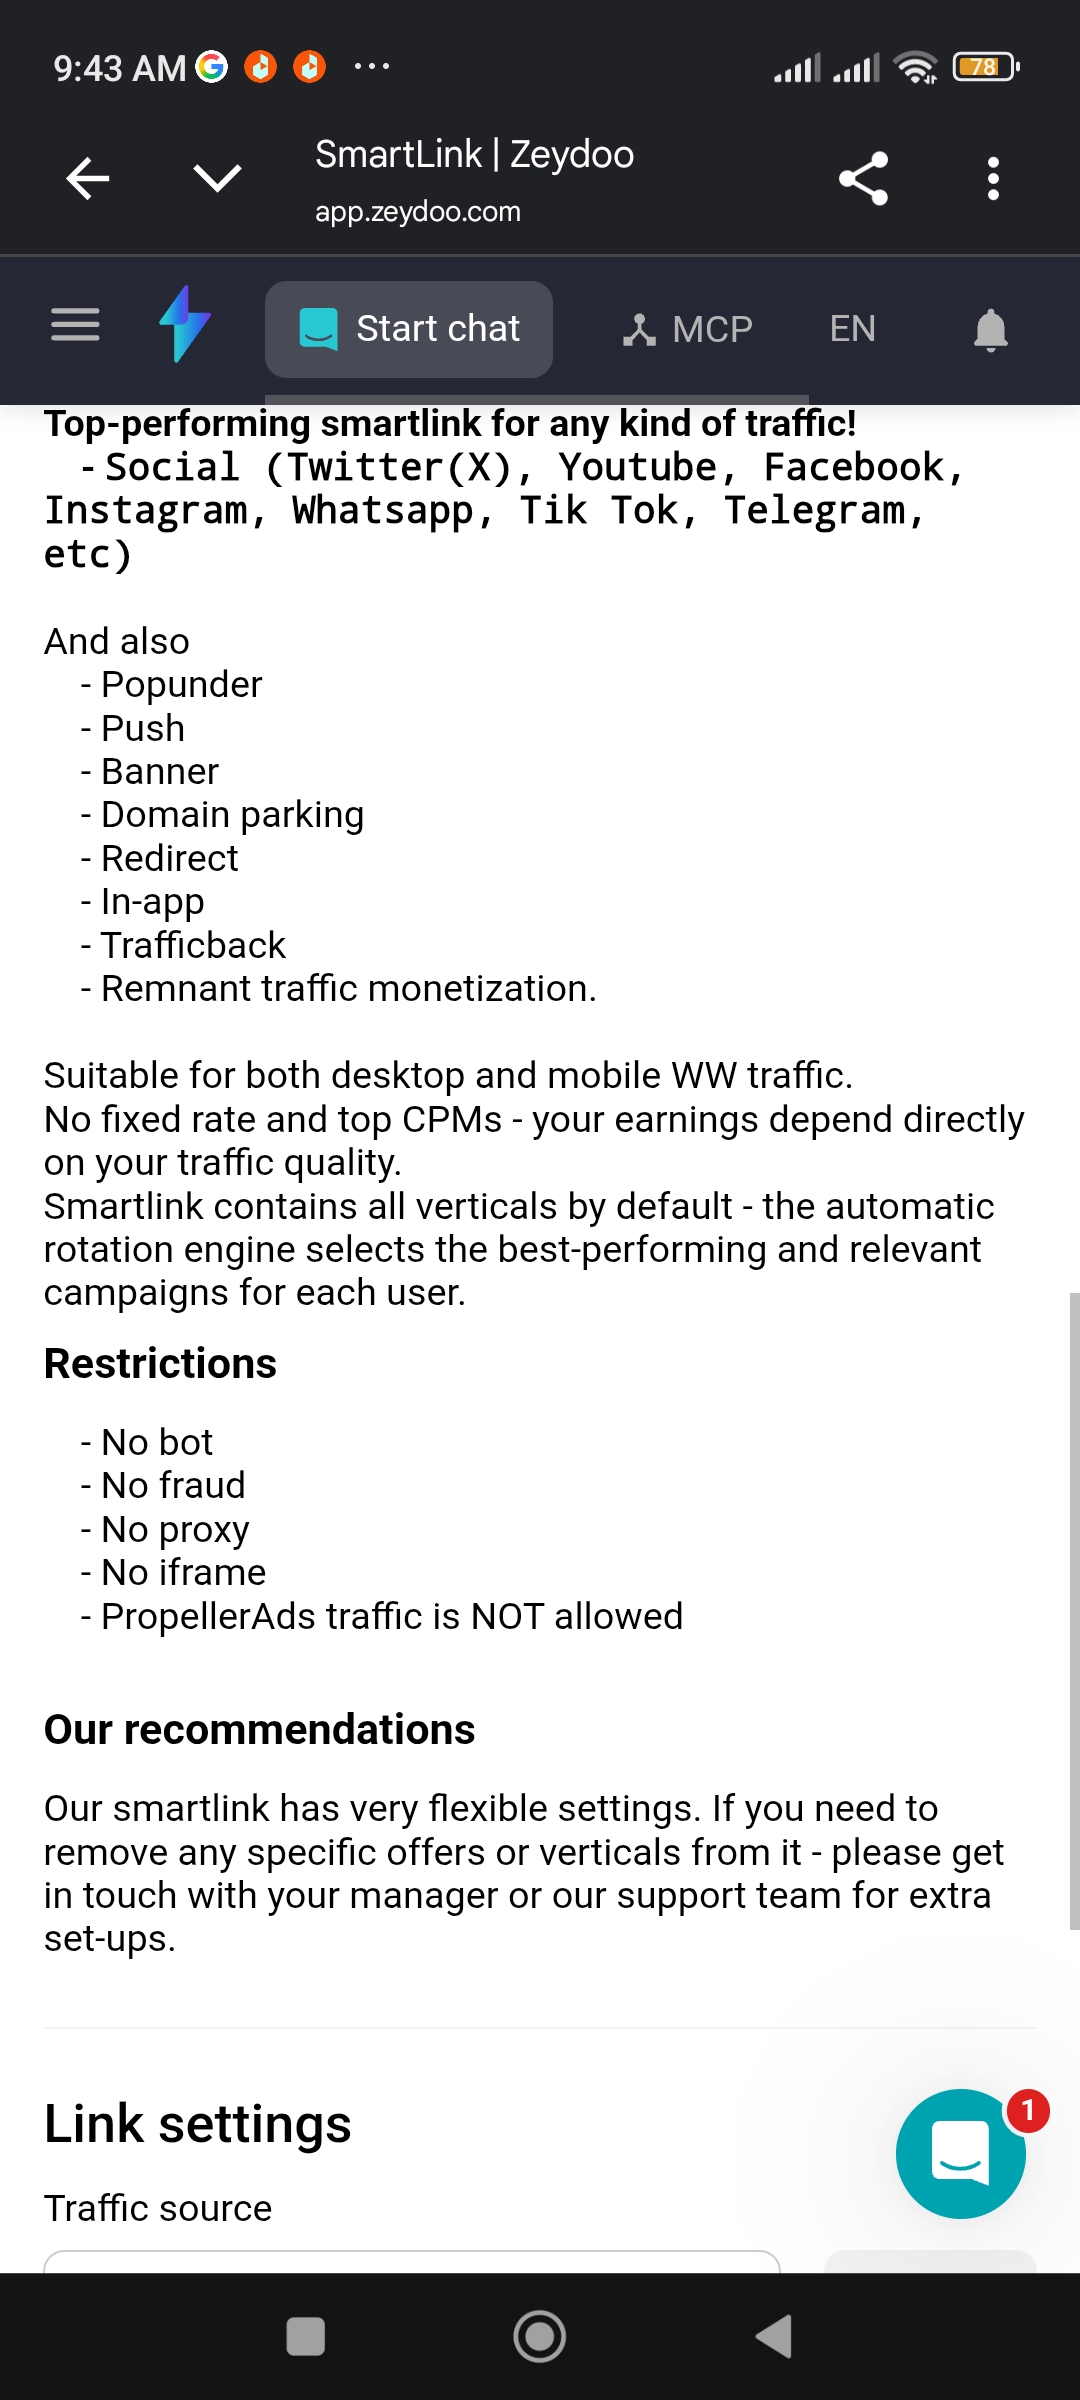 9:43 AM
78
SmartLink | Zeydoo
app.zeydoo.com
Start chat
MCP
EN
Top-performing smartlink for any kind of traffic!
- Social (Twitter(X), Youtube, Facebook,
Instagram, Whatsapp, Tik Tok, Telegram,
etc)
And also
- Popunder
- Push
- Banner
- Domain parking
- Redirect
- In-app
- Trafficback
- Remnant traffic monetization.
Suitable for both desktop and mobile WW traffic.
No fixed rate and top CPMs - your earnings depend directly
on your traffic quality.
Smartlink contains all verticals by default - the automatic
rotation engine selects the best-performing and relevant
campaigns for each user.
Restrictions
- No bot
- No fraud
- No proxy
- No iframe
- PropellerAds traffic is NOT allowed
Our recommendations
Our smartlink has very flexible settings. If you need to
remove any specific offers or verticals from it - please get
in touch with your manager or our support team for extra
set-ups.
Link settings
1
Traffic source